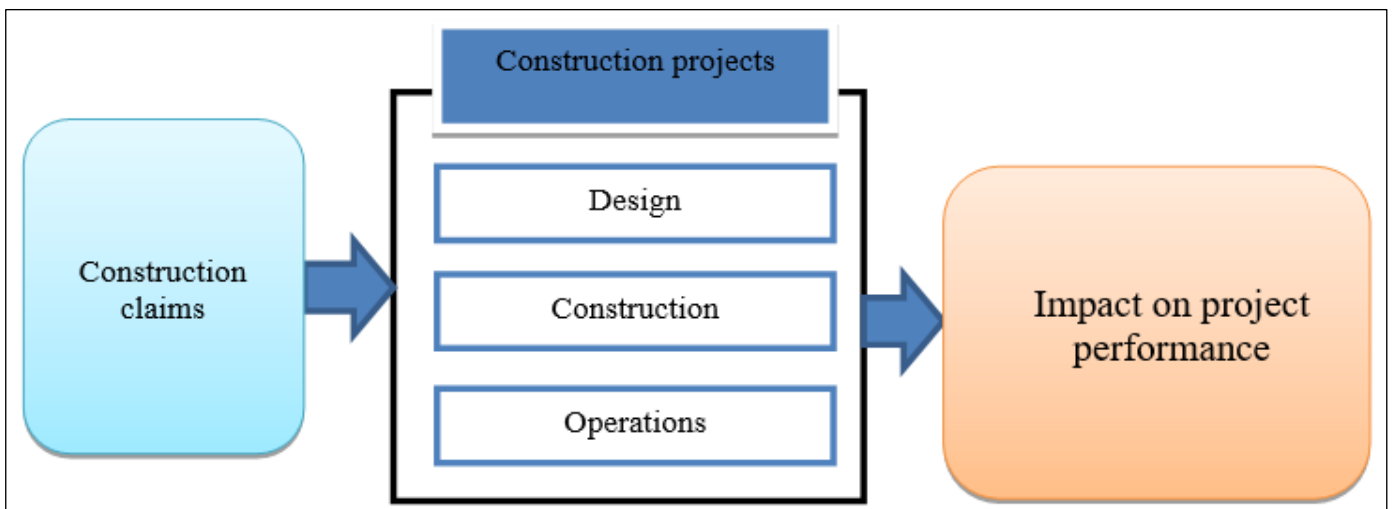 Construction projects
Design
Construction
claims
Construction
Operations
Impact on project
performance